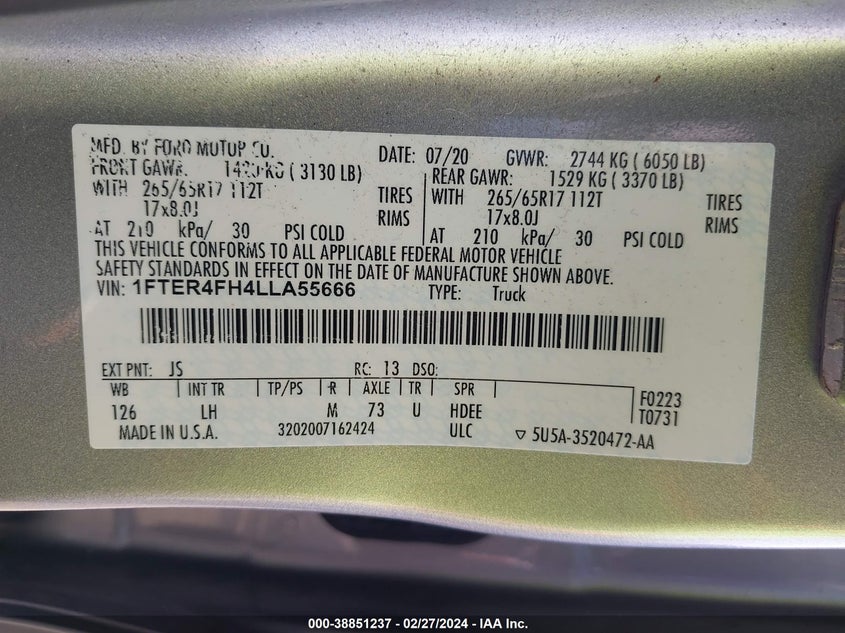 MFD. BY FORD MOTOR CO. DATE: 07/20 GVWR: 2744 KG ( 6050 LB)
FRONT GAWR: KG ( 3130 LB) REAR GAWR: 1529 KG ( 3370 LB)
WITH 265/65R17 112T TIRES WITH 265/65R17 112T TIRES
17x8.0J RIMS 17x8.0J RIMS
AT 210 kPa/ 30 PSI COLD AT 210 kPa/ 30 PSI COLD
THIS VEHICLE CONFORMS TO ALL APPLICABLE FEDERAL MOTOR VEHICLE
SAFETY STANDARDS IN EFFECT ON THE DATE OF MANUFACTURE SHOWN ABOVE.
VIN: 1FTER4FH4LLA55666 TYPE: Truck
EXT PNT: JS RC: 13 DSO:
WB INT TR TP/PS R AXLE TR SPR F0223
126 LH M 73 U HDEE T0731
MADE IN U.S.A. 3202007162424 ULC ▽ 5U5A-3520472-AA
000-38851237 - 02/27/2024 - IAA Inc.